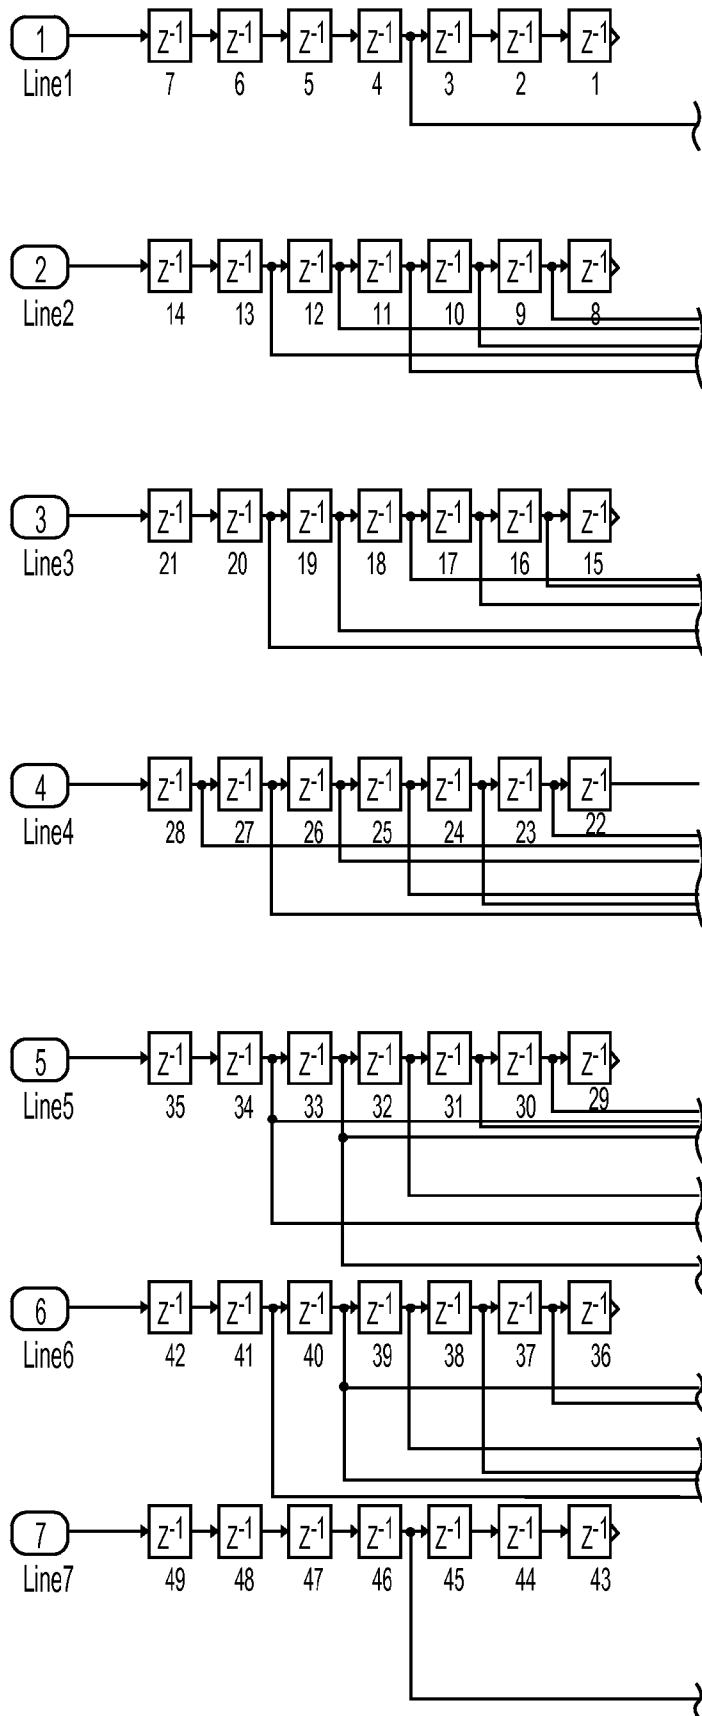 1 z-1 z-1 z-1 z-1 z-1 z-1 z-1
Line1 7 6 5 4 3 2 1
2 z-1 z-1 z-1 z-1 z-1 z-1 z-1
Line2 14 13 12 11 10 9 8
3 z-1 z-1 z-1 z-1 z-1 z-1 z-1
Line3 21 20 19 18 17 16 15
4 z-1 z-1 z-1 z-1 z-1 z-1 z-1
Line4 28 27 26 25 24 23 22
5 z-1 z-1 z-1 z-1 z-1 z-1 z-1
Line5 35 34 33 32 31 30 29
6 z-1 z-1 z-1 z-1 z-1 z-1 z-1
Line6 42 41 40 39 38 37 36
7 z-1 z-1 z-1 z-1 z-1 z-1 z-1
Line7 49 48 47 46 45 44 43